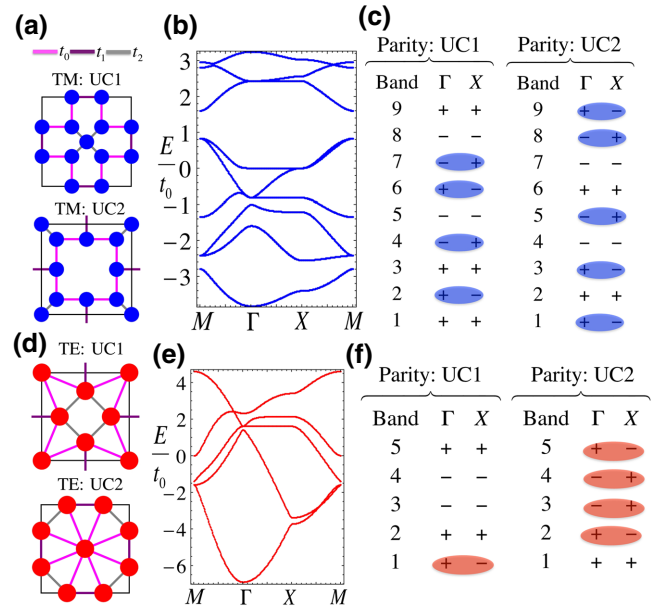 (a)
t₀ t₁ t₂
TM: UC1
TM: UC2
(b)
E/t₀
3
2
1
0
−1
−2
−3
M Γ X M
(c)
Parity: UC1
Band Γ X
9 + +
8 − −
7 − +
6 + −
5 − −
4 − +
3 + +
2 + −
1 + +
Parity: UC2
Γ X
9 + −
8 − +
7 − −
6 + +
5 − +
4 − −
3 + −
2 + +
1 + −
(d)
TE: UC1
TE: UC2
(e)
E/t₀
4
2
0
−2
−4
−6
M Γ X M
(f)
Parity: UC1
Band Γ X
5 + +
4 − −
3 − −
2 + +
1 + −
Parity: UC2
Band Γ X
5 + −
4 − +
3 − +
2 + −
1 + +